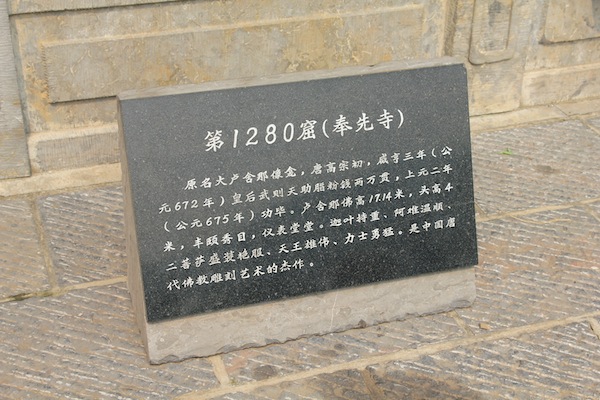 第1280窟(奉先寺)
原名大卢舍那像龛，唐高宗初，咸亨三年(公
元672年)皇后武则天助脂粉钱两万贯，上元二年
(公元675年)功毕。卢舍那佛高17.14米，头高4
米，丰颐秀目，仪表堂堂。迦叶持重、阿难温顺、
二菩萨盛装艳服、天王雄伟、力士勇猛。是中国唐
代佛教雕刻艺术的杰作。